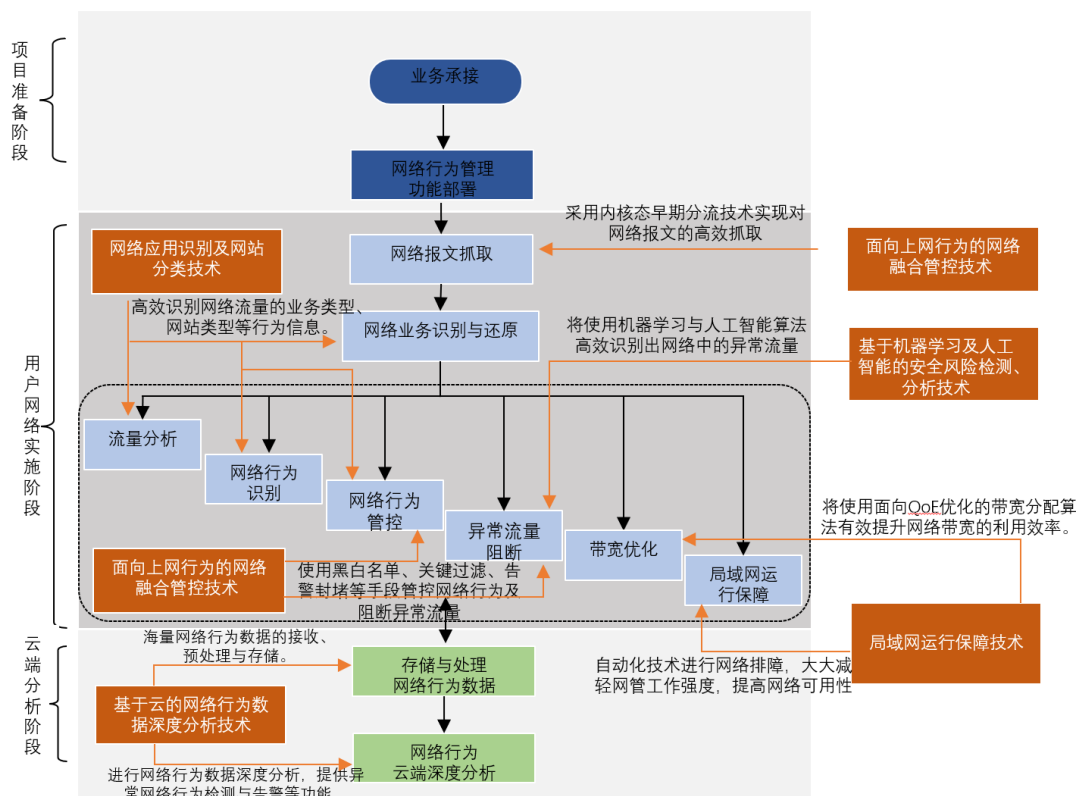 项
目
准
备
阶
段
业务承接
网络行为管理
功能部署
采用内核态早期分流技术实现对
网络报文的高效抓取
面向上网行为的网络
融合管控技术
网络应用识别及网站
分类技术
网络报文抓取
高效识别网络流量的业务类型、
网站类型等行为信息。
网络业务识别与还原
将使用机器学习与人工智能算法
高效识别出网络中的异常流量
基于机器学习及人工
智能的安全风险检测、
分析技术
用
户
网
络
实
施
阶
段
流量分析
网络行为
识别
网络行为
管控
异常流量
阻断
带宽优化
局域网运
行保障
将使用面向QoE优化的带宽分配算
法有效提升网络带宽的利用效率。
面向上网行为的网络
融合管控技术
使用黑白名单、关键过滤、告
警封堵等手段管控网络行为及
阻断异常流量
局域网运行保障技术
自动化技术进行网络排障，大大减
轻网管工作强度，提高网络可用性
云
端
分
析
阶
段
海量网络行为数据的接收、
预处理与存储。
存储与处理
网络行为数据
基于云的网络行为数
据深度分析技术
网络行为
云端深度分析
进行网络行为数据深度分析，提供异
常网络行为检测与告警等功能